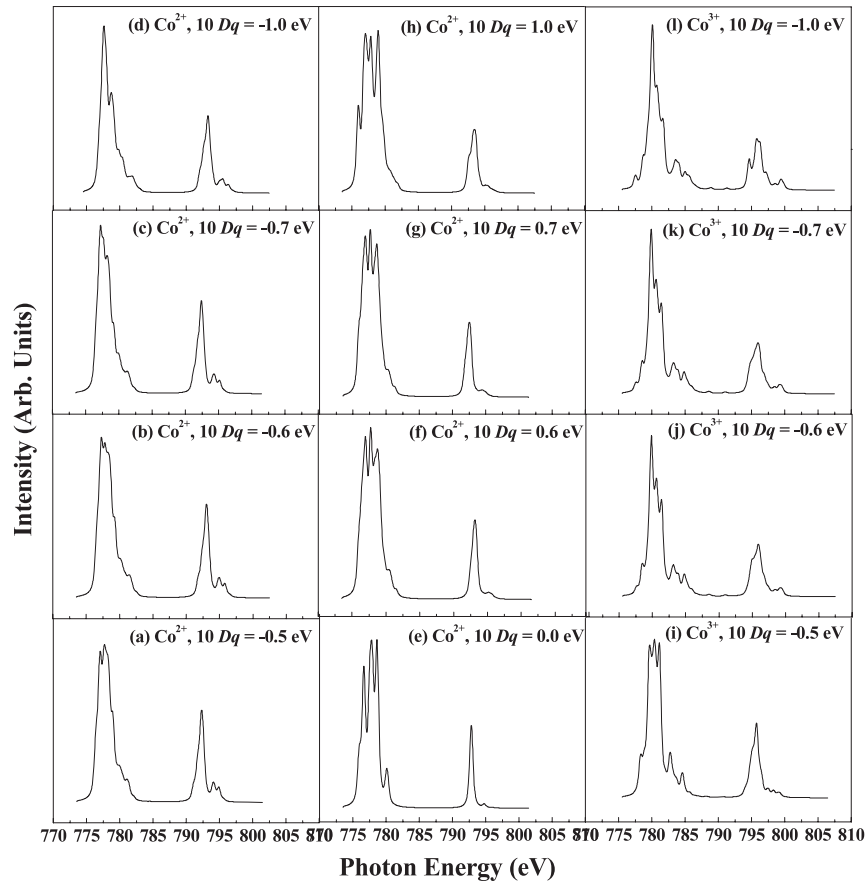 (d) Co²⁺, 10 Dq = -1.0 eV
(h) Co²⁺, 10 Dq = 1.0 eV
(l) Co³⁺, 10 Dq = -1.0 eV
(c) Co²⁺, 10 Dq = -0.7 eV
(g) Co²⁺, 10 Dq = 0.7 eV
(k) Co³⁺, 10 Dq = -0.7 eV
(b) Co²⁺, 10 Dq = -0.6 eV
(f) Co²⁺, 10 Dq = 0.6 eV
(j) Co³⁺, 10 Dq = -0.6 eV
(a) Co²⁺, 10 Dq = -0.5 eV
(e) Co²⁺, 10 Dq = 0.0 eV
(i) Co³⁺, 10 Dq = -0.5 eV
Intensity (Arb. Units)
770 775 780 785 790 795 800 805 775 780 785 790 795 800 805 775 780 785 790 795 800 805 810
Photon Energy (eV)